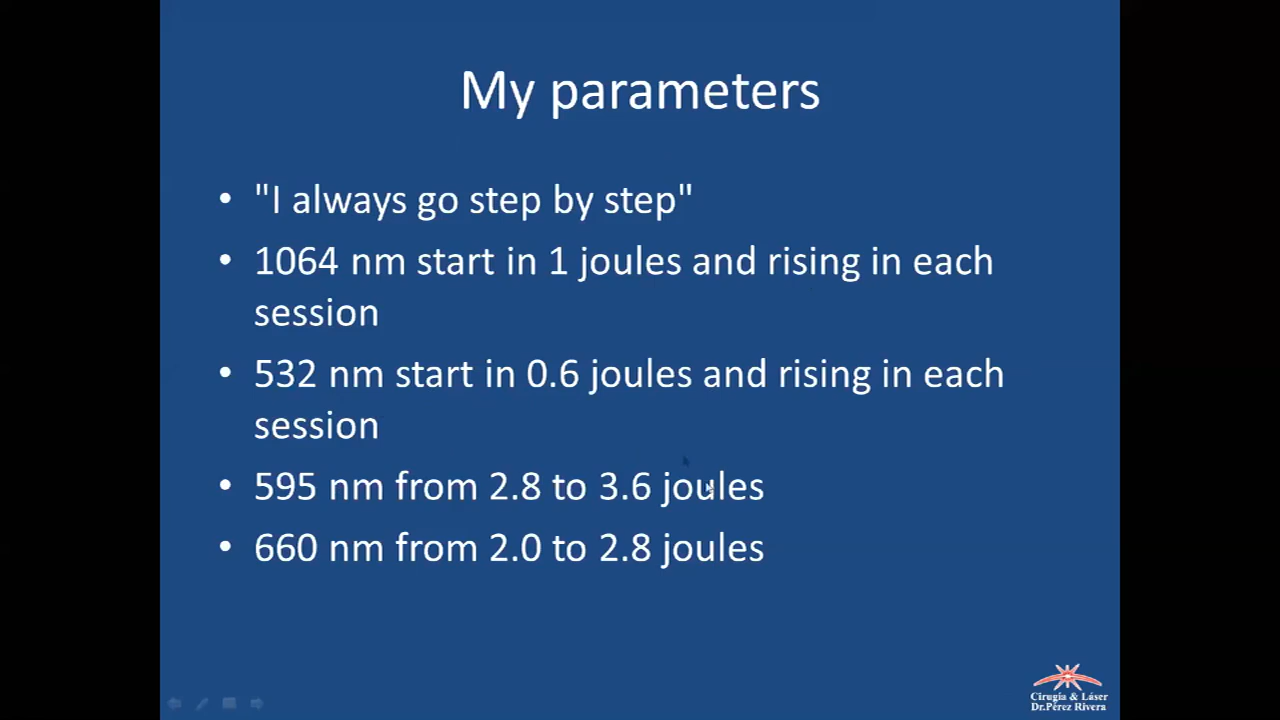 My parameters
• "I always go step by step"
• 1064 nm start in 1 joules and rising in each
session
• 532 nm start in 0.6 joules and rising in each
session
• 595 nm from 2.8 to 3.6 joules
• 660 nm from 2.0 to 2.8 joules
Cirugía & Láser
Dr.Pérez Rivera